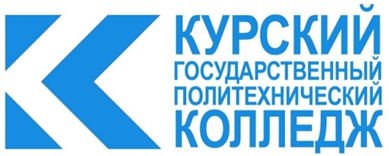 КУРСКИЙ
ГОСУДАРСТВЕННЫЙ
ПОЛИТЕХНИЧЕСКИЙ
КОЛЛЕДЖ